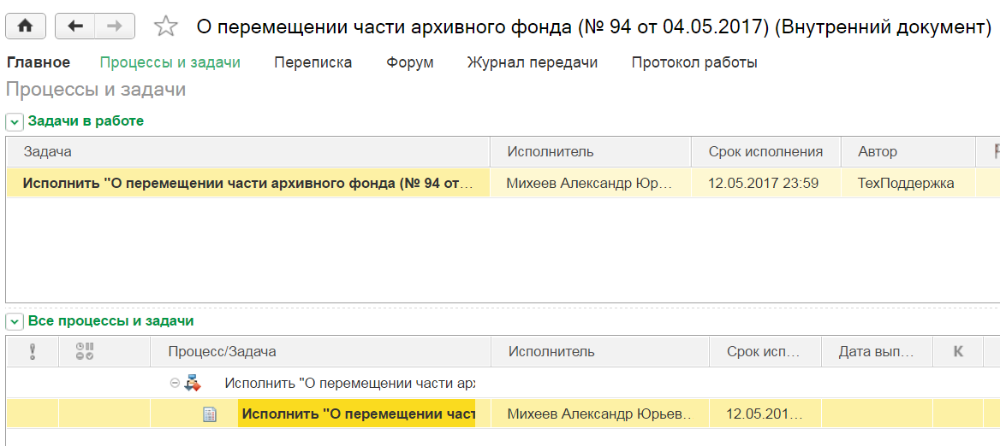 О перемещении части архивного фонда (№ 94 от 04.05.2017) (Внутренний документ)
Главное Процессы и задачи Переписка Форум Журнал передачи Протокол работы
Процессы и задачи
Задачи в работе
Задача Исполнитель Срок исполнения Автор
Исполнить "О перемещении части архивного фонда (№ 94 от... Михеев Александр Юр... 12.05.2017 23:59 ТехПоддержка
Все процессы и задачи
Процесс/Задача Исполнитель Срок исп... Дата вып... К
Исполнить "О перемещении части арх
Исполнить "О перемещении част Михеев Александр Юрьев.. 12.05.201...